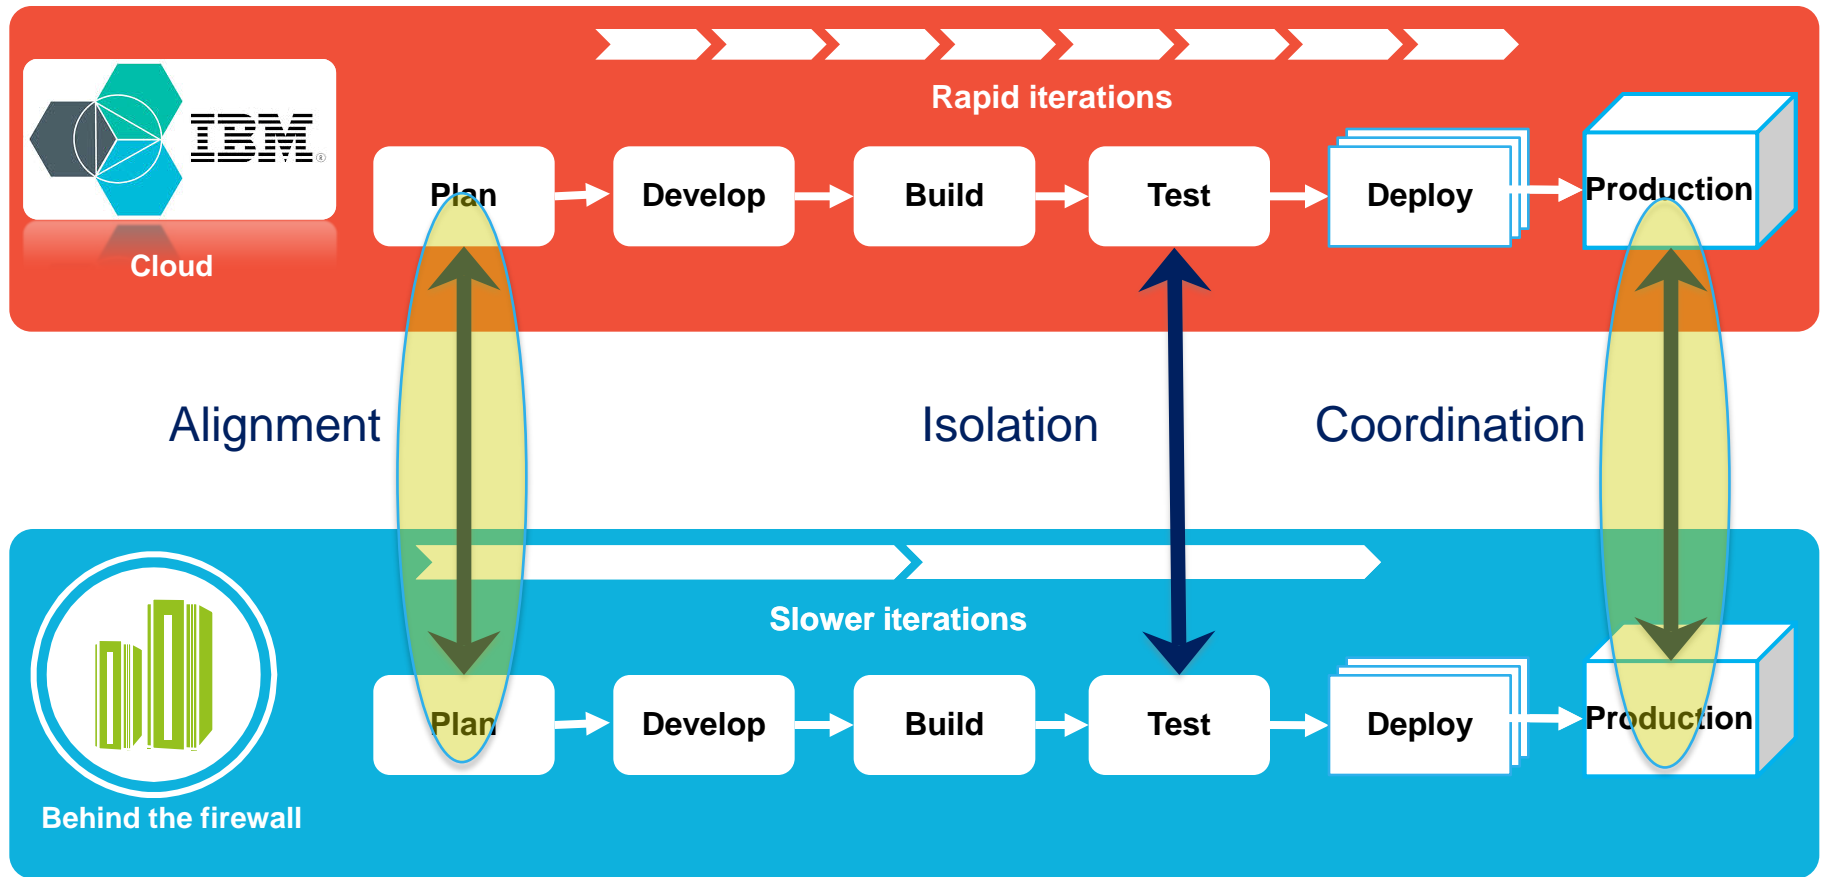 Rapid iterations
IBM®
Plan
Develop
Build
Test
Deploy
Production
Cloud
Alignment
Isolation
Coordination
Slower iterations
Plan
Develop
Build
Test
Deploy
Production
Behind the firewall